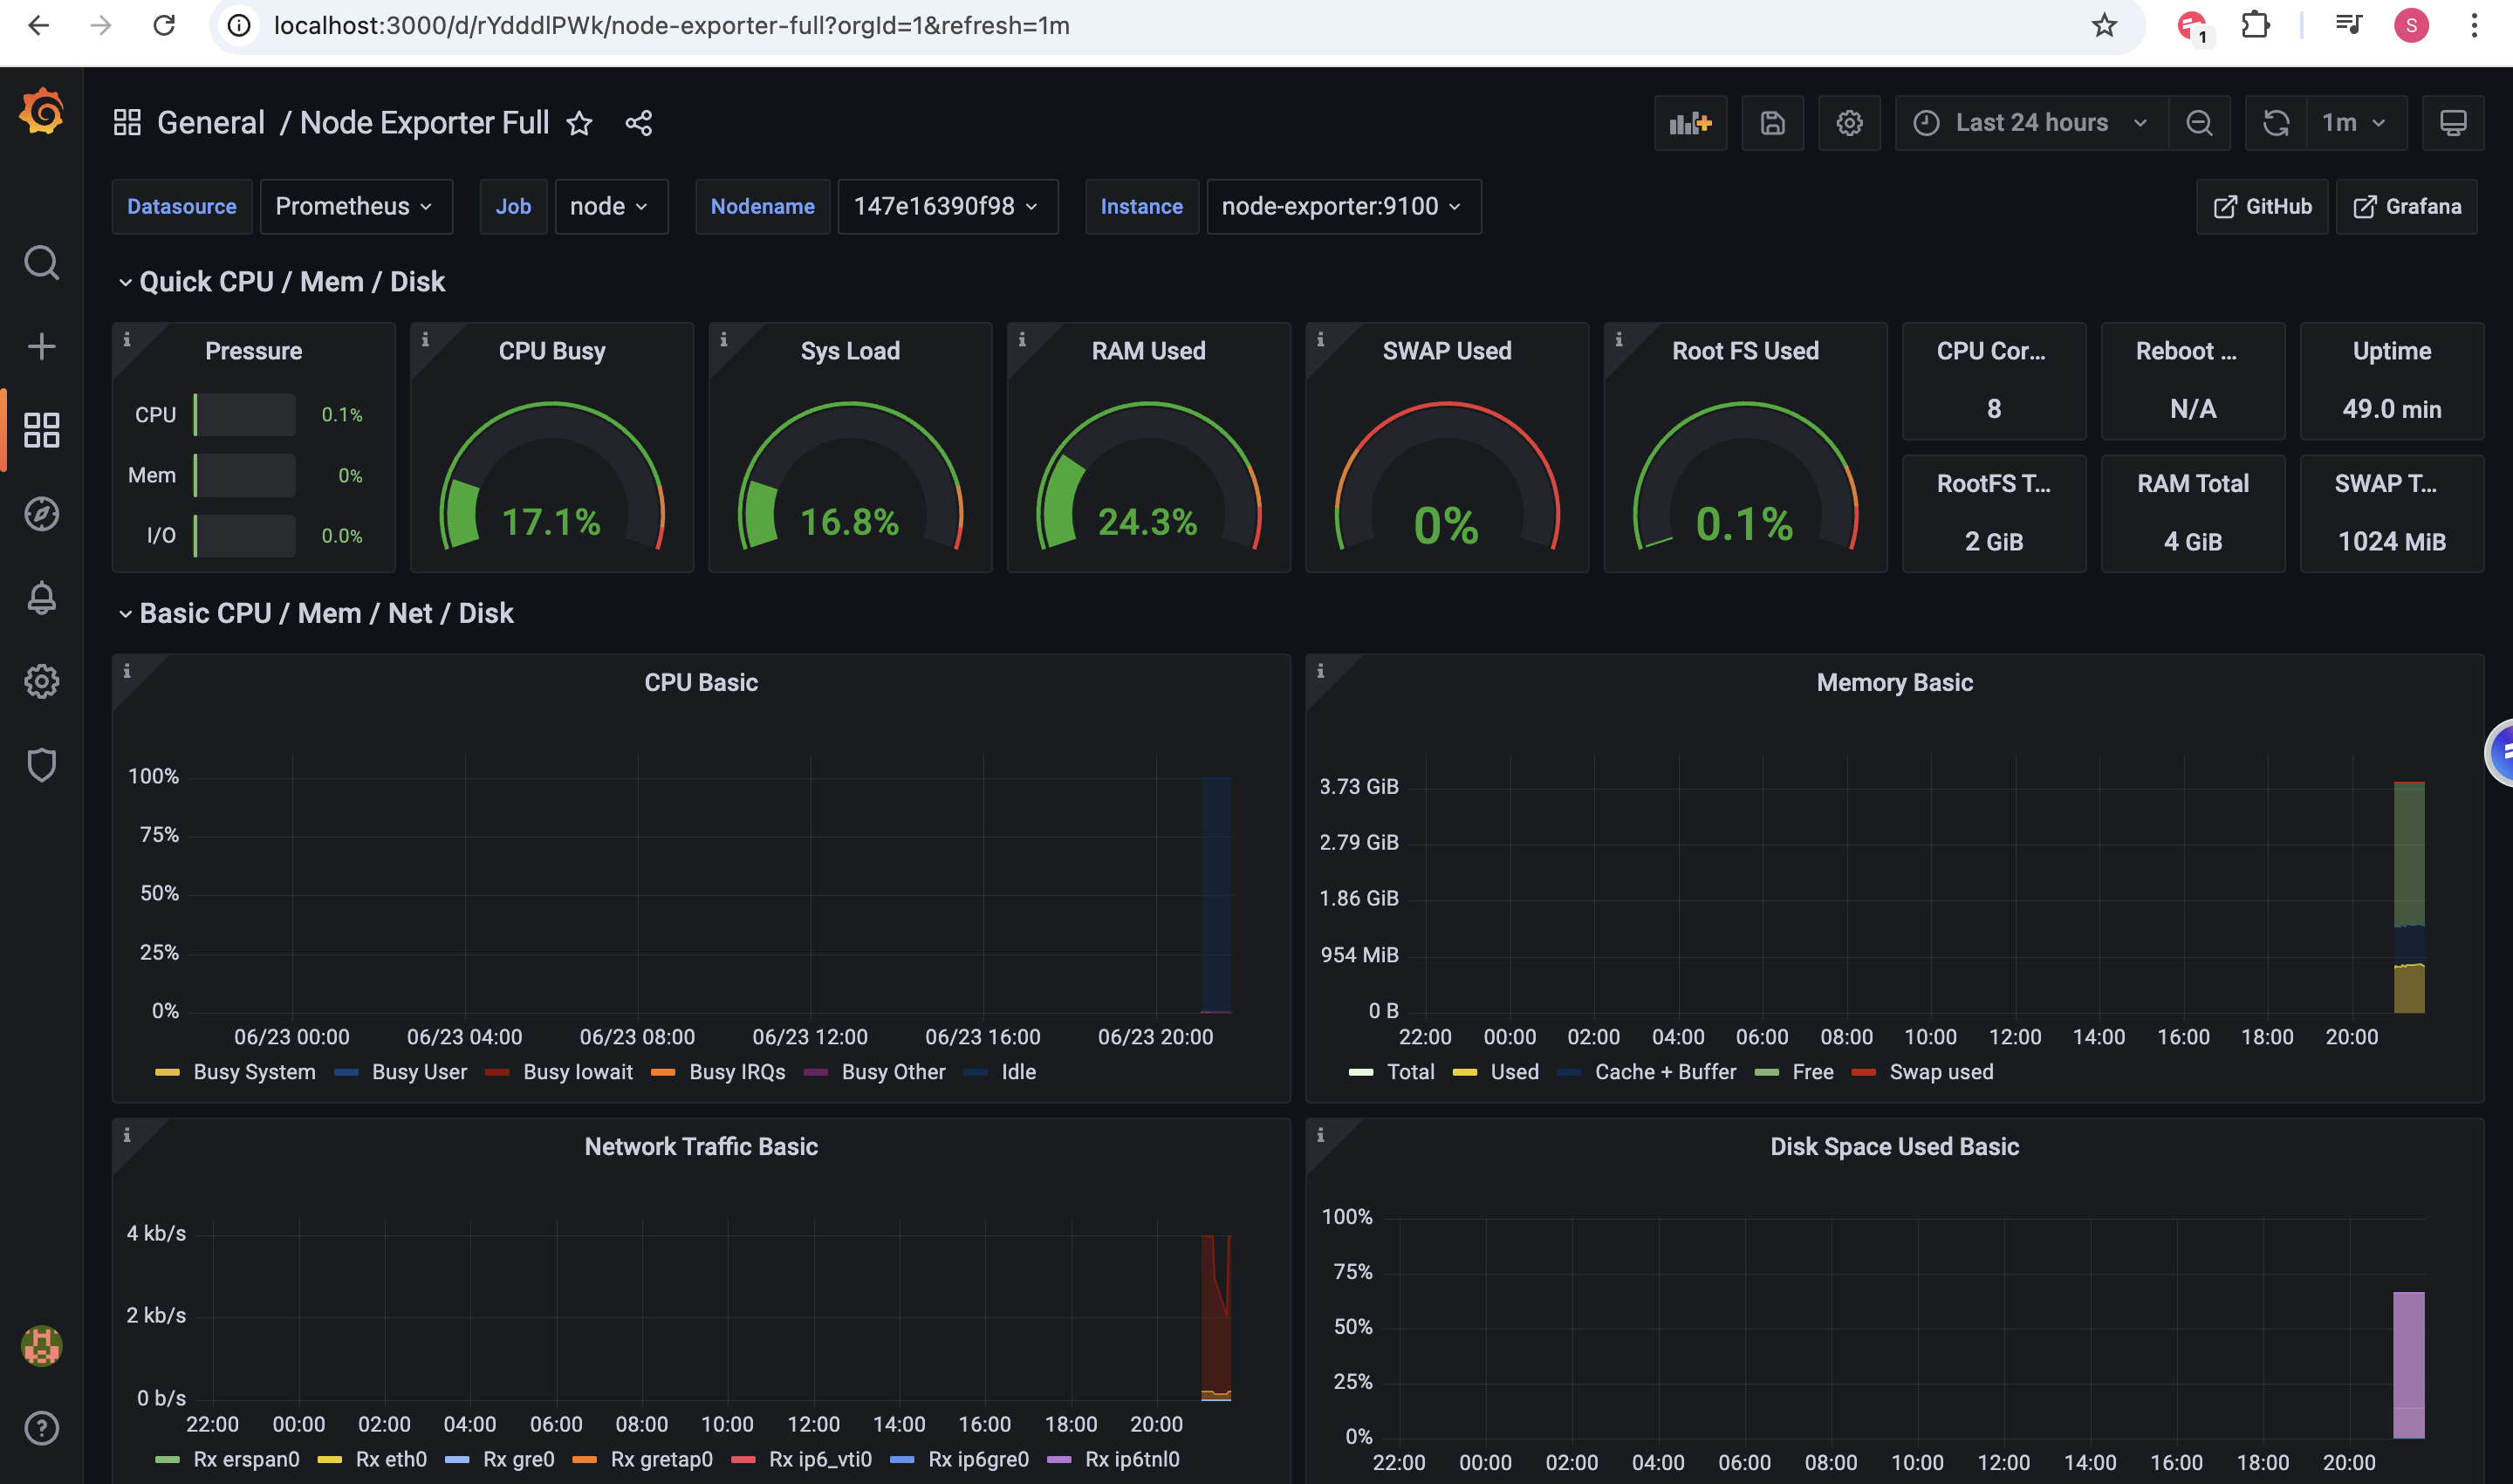 localhost:3000/d/rYdddlPWk/node-exporter-full?orgId=1&refresh=1m
1
S
General / Node Exporter Full
Last 24 hours
1m
Datasource Prometheus Job node Nodename 147e16390f98 Instance node-exporter:9100
GitHub
Grafana
Quick CPU / Mem / Disk
Pressure
CPU 0.1%
Mem 0%
I/O 0.0%
CPU Busy
17.1%
Sys Load
16.8%
RAM Used
24.3%
SWAP Used
0%
Root FS Used
0.1%
CPU Cor...
8
Reboot ...
N/A
Uptime
49.0 min
RootFS T...
2 GiB
RAM Total
4 GiB
SWAP T...
1024 MiB
Basic CPU / Mem / Net / Disk
CPU Basic
100%
75%
50%
25%
0%
06/23 00:00 06/23 04:00 06/23 08:00 06/23 12:00 06/23 16:00 06/23 20:00
Busy System Busy User Busy Iowait Busy IRQs Busy Other Idle
Memory Basic
3.73 GiB
2.79 GiB
1.86 GiB
954 MiB
0 B
22:00 00:00 02:00 04:00 06:00 08:00 10:00 12:00 14:00 16:00 18:00 20:00
Total Used Cache + Buffer Free Swap used
Network Traffic Basic
4 kb/s
2 kb/s
0 b/s
22:00 00:00 02:00 04:00 06:00 08:00 10:00 12:00 14:00 16:00 18:00 20:00
Rx erspan0 Rx eth0 Rx gre0 Rx gretap0 Rx ip6_vti0 Rx ip6gre0 Rx ip6tnl0
Disk Space Used Basic
100%
75%
50%
25%
0%
22:00 00:00 02:00 04:00 06:00 08:00 10:00 12:00 14:00 16:00 18:00 20:00